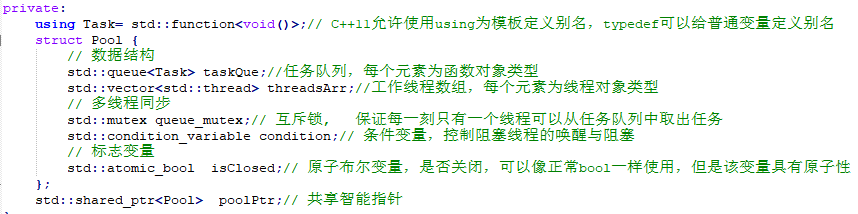 private:
using Task= std::function<void()>;// C++11允许使用using为模板定义别名，typedef可以给普通变量定义别名
struct Pool {
// 数据结构
std::queue<Task> taskQue;//任务队列，每个元素为函数对象类型
std::vector<std::thread> threadsArr;//工作线程数组，每个元素为线程对象类型
// 多线程同步
std::mutex queue_mutex;// 互斥锁， 保证每一刻只有一个线程可以从任务队列中取出任务
std::condition_variable condition;// 条件变量，控制阻塞线程的唤醒与阻塞
// 标志变量
std::atomic_bool  isClosed;// 原子布尔变量，是否关闭，可以像正常bool一样使用，但是该变量具有原子性
};
std::shared_ptr<Pool>  poolPtr;// 共享智能指针